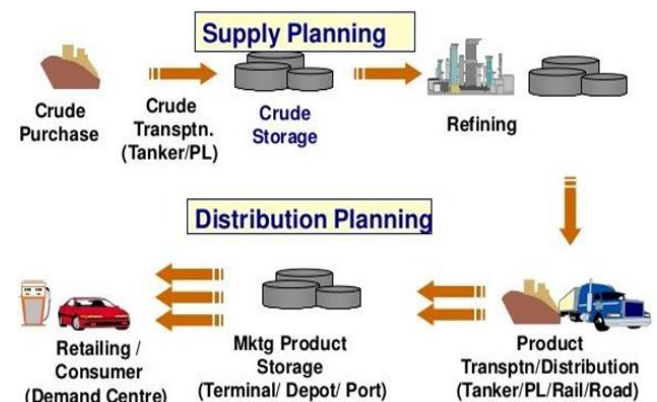 Supply Planning
Crude
Purchase
Crude
Transptn.
(Tanker/PL)
Crude
Storage
Refining
Distribution Planning
Retailing /
Consumer
(Demand Centre)
Mktg Product
Storage
(Terminal/ Depot/ Port)
Product
Transptn/Distribution
(Tanker/PL/Rail/Road)